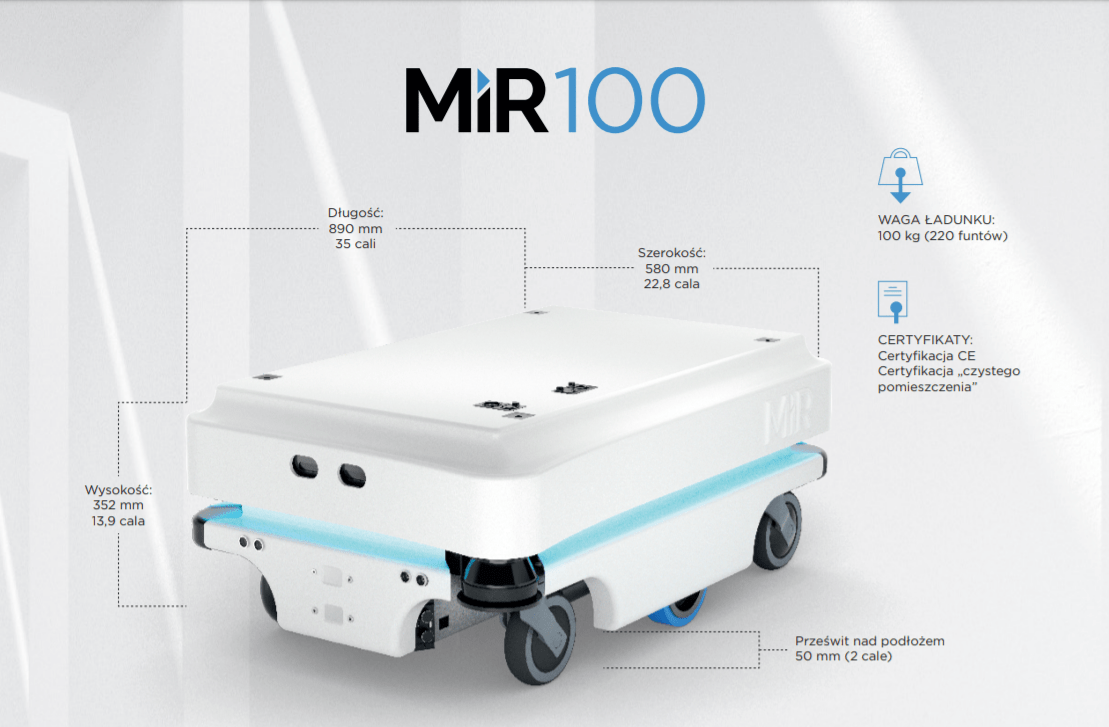 MiR100
Długość:
890 mm
35 cali
Szerokość:
580 mm
22,8 cala
WAGA ŁADUNKU:
100 kg (220 funtów)
CERTYFIKATY:
Certyfikacja CE
Certyfikacja „czystego
pomieszczenia”
MiR
Wysokość:
352 mm
13,9 cala
Prześwit nad podłożem
50 mm (2 cale)